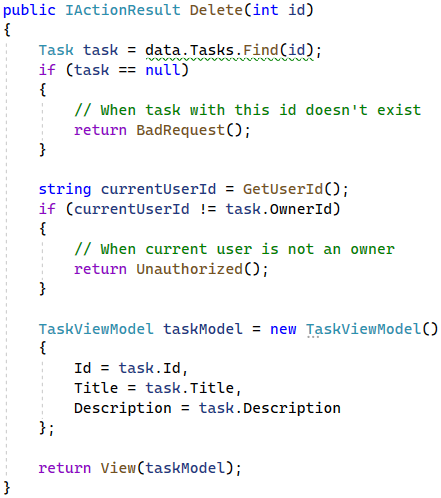 public IActionResult Delete(int id)
{
    Task task = data.Tasks.Find(id);
    if (task == null)
    {
        // When task with this id doesn't exist
        return BadRequest();
    }

    string currentUserId = GetUserId();
    if (currentUserId != task.OwnerId)
    {
        // When current user is not an owner
        return Unauthorized();
    }

    TaskViewModel taskModel = new TaskViewModel()
    {
        Id = task.Id,
        Title = task.Title,
        Description = task.Description
    };

    return View(taskModel);
}